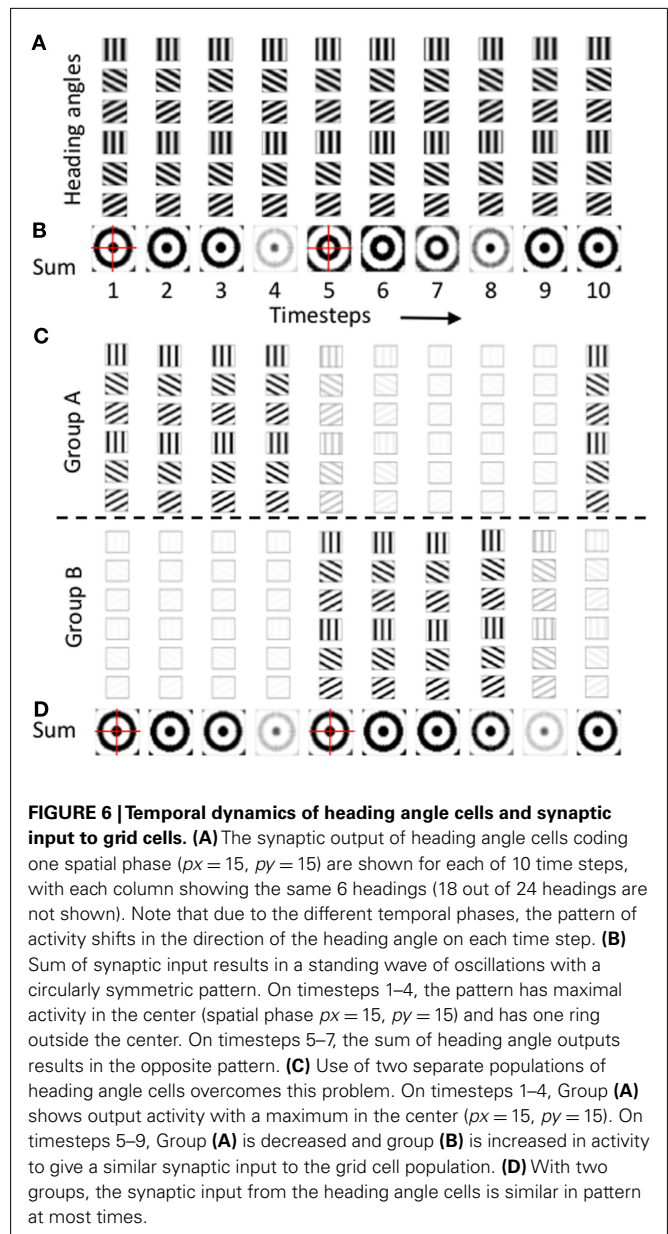 A
Heading angles
B
Sum
1 2 3 4 5 6 7 8 9 10
Timesteps
C
Group A
Group B
D
Sum
FIGURE 6 | Temporal dynamics of heading angle cells and synaptic
input to grid cells. (A) The synaptic output of heading angle cells coding
one spatial phase (px = 15, py = 15) are shown for each of 10 time steps,
with each column showing the same 6 headings (18 out of 24 headings are
not shown). Note that due to the different temporal phases, the pattern of
activity shifts in the direction of the heading angle on each time step. (B)
Sum of synaptic input results in a standing wave of oscillations with a
circularly symmetric pattern. On timesteps 1–4, the pattern has maximal
activity in the center (spatial phase px = 15, py = 15) and has one ring
outside the center. On timesteps 5–7, the sum of heading angle outputs
results in the opposite pattern. (C) Use of two separate populations of
heading angle cells overcomes this problem. On timesteps 1–4, Group (A)
shows output activity with a maximum in the center (px = 15, py = 15). On
timesteps 5–9, Group (A) is decreased and group (B) is increased in activity
to give a similar synaptic input to the grid cell population. (D) With two
groups, the synaptic input from the heading angle cells is similar in pattern
at most times.